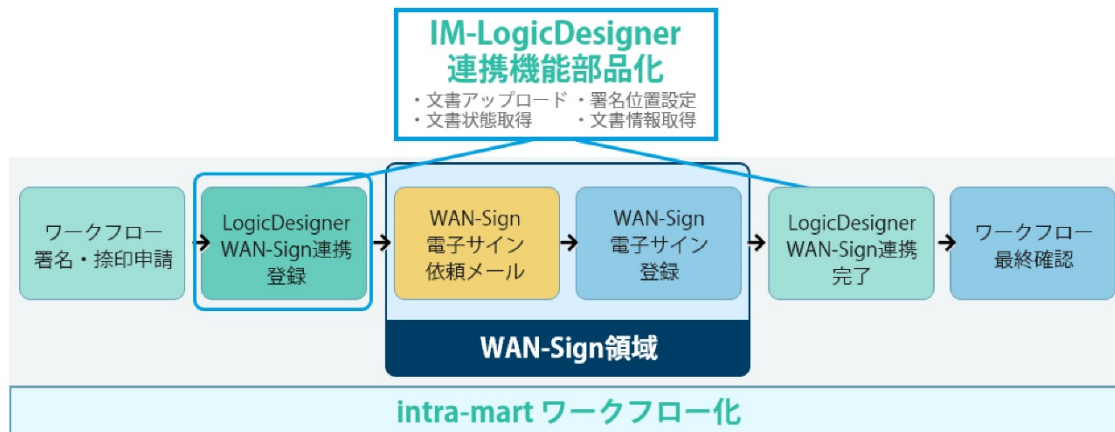 IM-LogicDesigner
連携機能部品化
・文書アップロード ・署名位置設定
・文書状態取得 ・文書情報取得
ワークフロー
署名・捺印申請
LogicDesigner
WAN-Sign連携
登録
WAN-Sign
電子サイン
依頼メール
WAN-Sign
電子サイン
登録
LogicDesigner
WAN-Sign連携
完了
ワークフロー
最終確認
WAN-Sign領域
intra-mart ワークフロー化